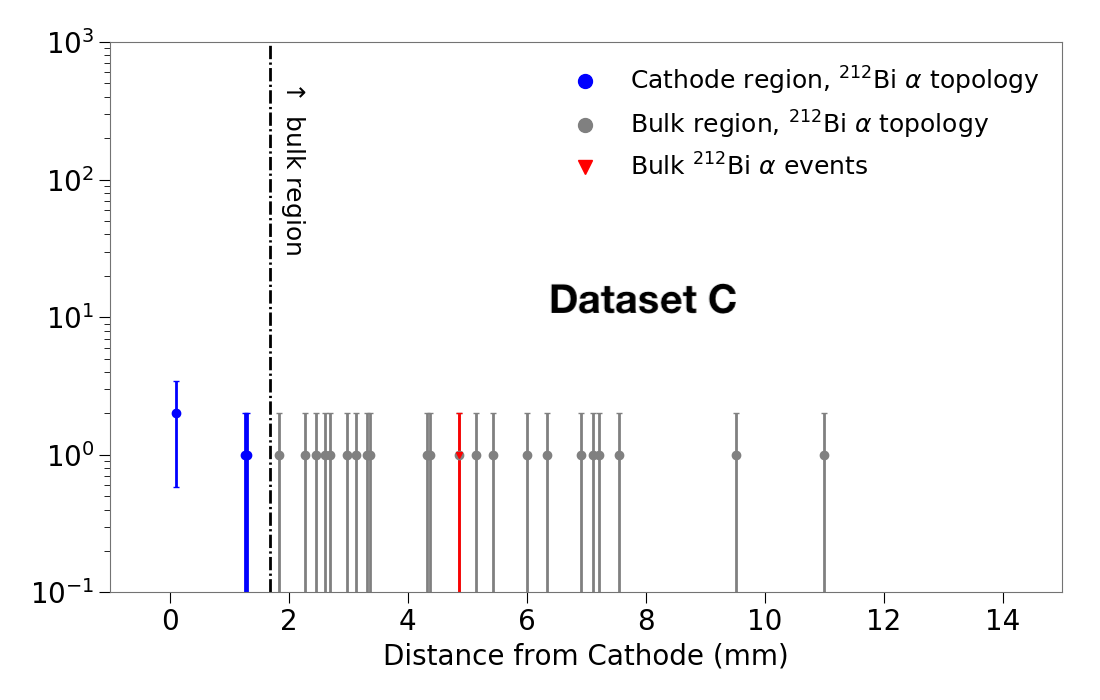 10³
10²
10¹
10⁰
10⁻¹
↑ bulk region
Cathode region, ²¹²Bi α topology
Bulk region, ²¹²Bi α topology
Bulk ²¹²Bi α events
Dataset C
0 2 4 6 8 10 12 14
Distance from Cathode (mm)